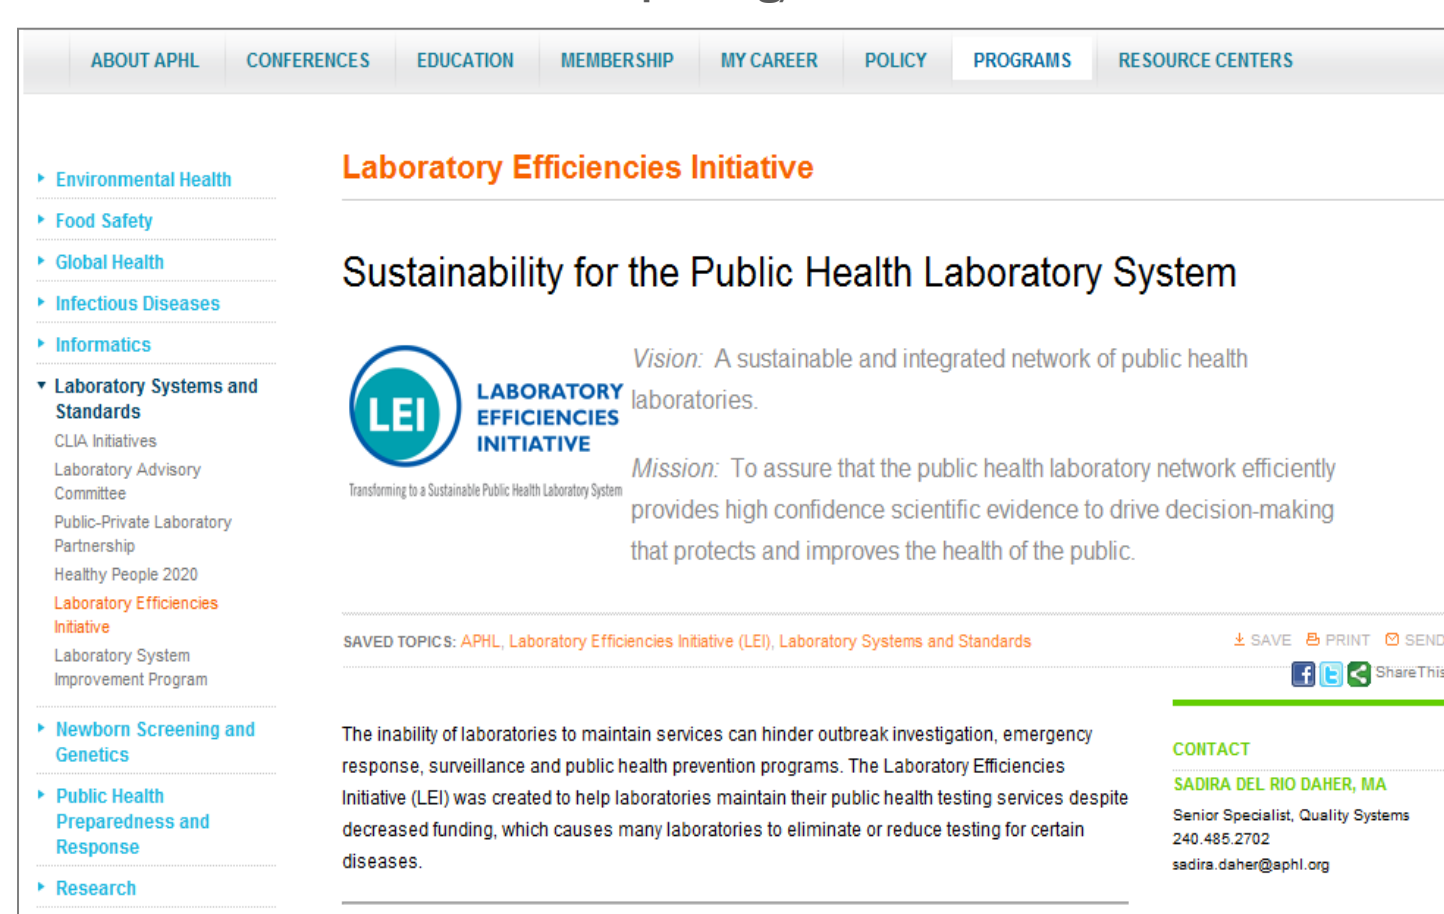 ABOUT APHL CONFERENCES EDUCATION MEMBERSHIP MY CAREER POLICY PROGRAMS RESOURCE CENTERS
Environmental Health
Food Safety
Global Health
Infectious Diseases
Informatics
Laboratory Systems and
Standards
CLIA Initiatives
Laboratory Advisory
Committee
Public-Private Laboratory
Partnership
Healthy People 2020
Laboratory Efficiencies
Initiative
Laboratory System
Improvement Program
Newborn Screening and
Genetics
Public Health
Preparedness and
Response
Research
Laboratory Efficiencies Initiative
Sustainability for the Public Health Laboratory System
LEI
LABORATORY
EFFICIENCIES
INITIATIVE
Transforming to a Sustainable Public Health Laboratory System
Vision: A sustainable and integrated network of public health
laboratories.
Mission: To assure that the public health laboratory network efficiently
provides high confidence scientific evidence to drive decision-making
that protects and improves the health of the public.
SAVED TOPICS: APHL, Laboratory Efficiencies Initiative (LEI), Laboratory Systems and Standards
SAVE PRINT SEND
ShareThis
The inability of laboratories to maintain services can hinder outbreak investigation, emergency
response, surveillance and public health prevention programs. The Laboratory Efficiencies
Initiative (LEI) was created to help laboratories maintain their public health testing services despite
decreased funding, which causes many laboratories to eliminate or reduce testing for certain
diseases.
CONTACT
SADIRA DEL RIO DAHER, MA
Senior Specialist, Quality Systems
240.485.2702
sadira.daher@aphl.org